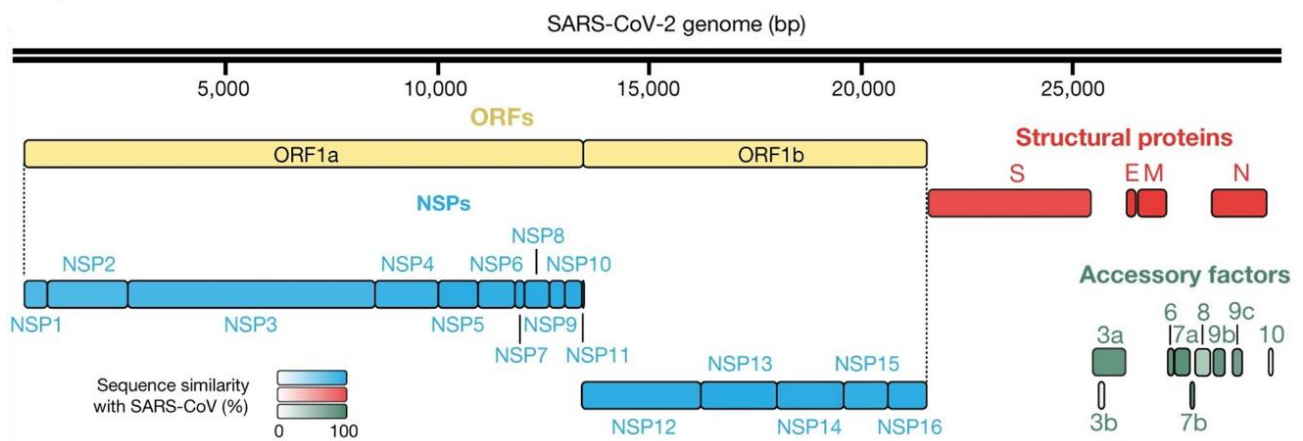 SARS-CoV-2 genome (bp)
5,000 10,000 15,000 20,000 25,000
ORFs
ORF1a ORF1b
Structural proteins
S E M N
NSPs
NSP8
NSP2 NSP4 NSP6 NSP10
NSP1 NSP3 NSP5 NSP9
NSP7 NSP11
Accessory factors
6 8 9c
3a 7a 9b 10
3b 7b
NSP13 NSP15
NSP12 NSP14 NSP16
Sequence similarity
with SARS-CoV (%)
0 100